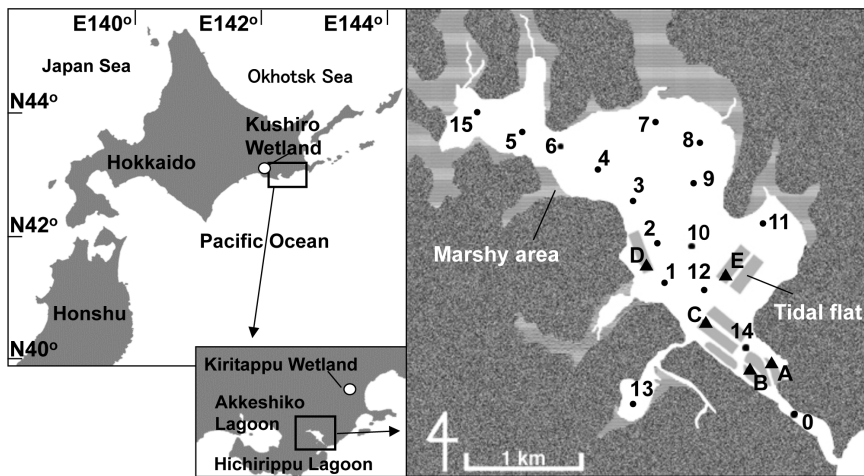 E140° E142° E144°
Japan Sea
Okhotsk Sea
N44°
Kushiro
Wetland
Hokkaido
N42°
Pacific Ocean
Honshu
N40°
Kiritappu Wetland
Akkeshiko
Lagoon
Hichirippu Lagoon
15
5
6
7
8
4
9
3
11
2
10
Marshy area
D
E
1
12
Tidal flat
C
14
A
B
13
0
1 km